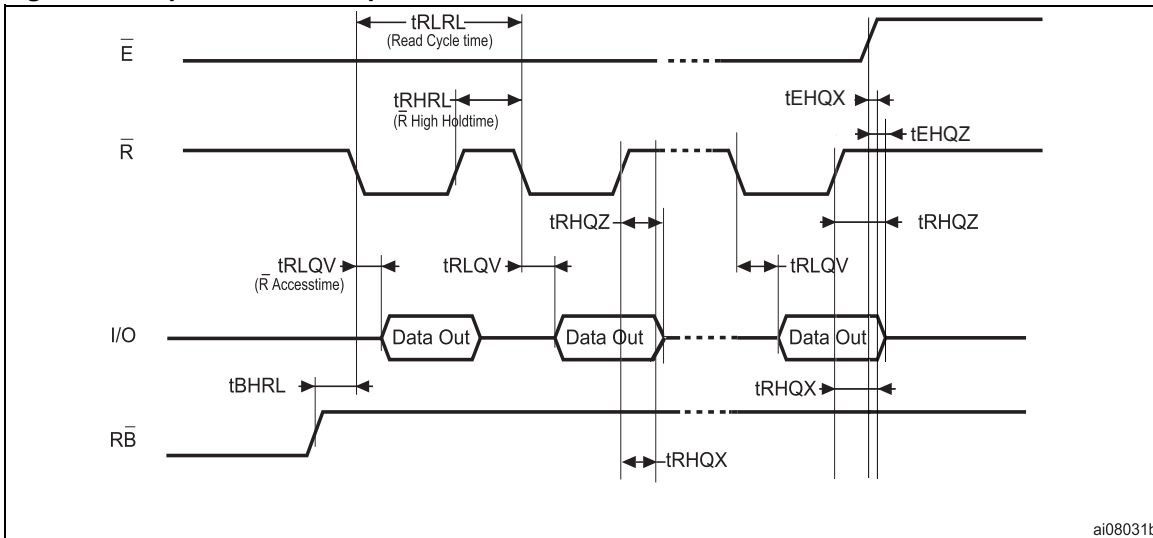 tRLRL
(Read Cycle time)
E̅
tRHRL
(R̅ High Holdtime)
tEHQX
tEHQZ
R̅
tRHQZ
tRHQZ
tRLQV
(R̅ Accesstime)
tRLQV
tRLQV
I/O
Data Out
Data Out
Data Out
tBHRL
tRHQX
RB̅
tRHQX
ai08031b